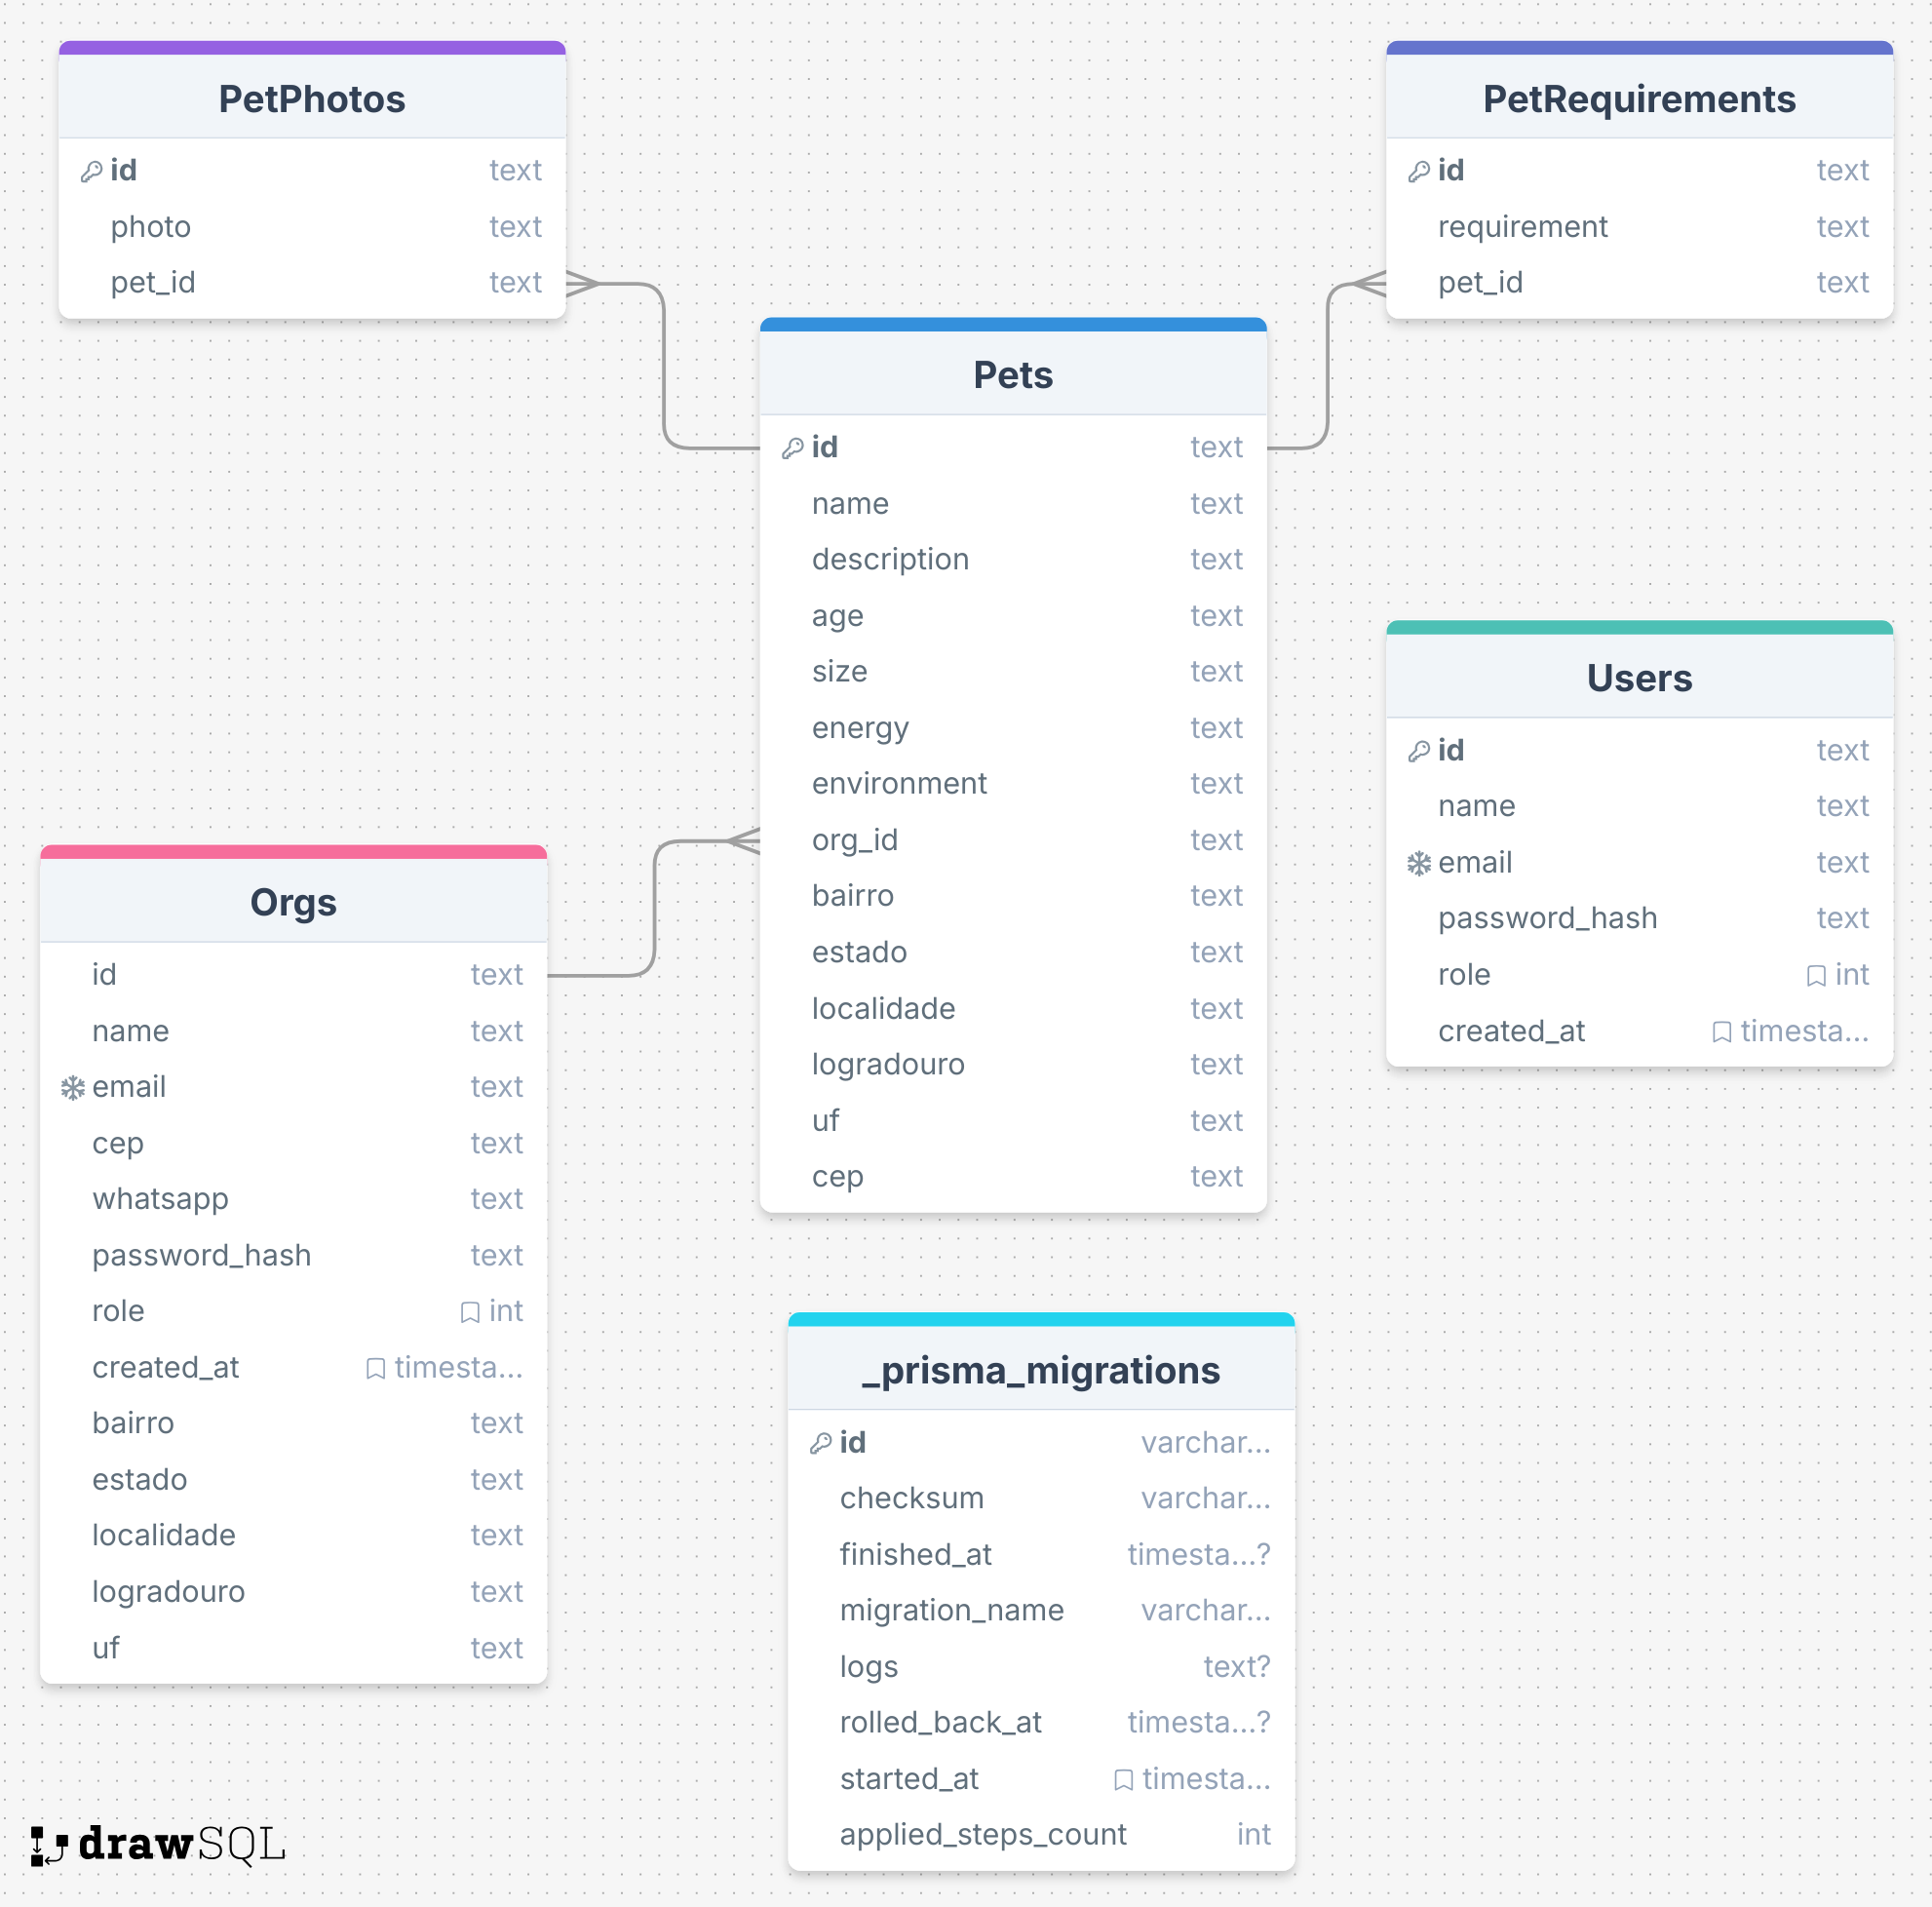 PetPhotos
id text
photo text
pet_id text
PetRequirements
id text
requirement text
pet_id text
Pets
id text
name text
description text
age text
size text
energy text
environment text
org_id text
bairro text
estado text
localidade text
logradouro text
uf text
cep text
Users
id text
name text
email text
password_hash text
role int
created_at timesta...
Orgs
id text
name text
email text
cep text
whatsapp text
password_hash text
role int
created_at timesta...
bairro text
estado text
localidade text
logradouro text
uf text
_prisma_migrations
id varchar...
checksum varchar...
finished_at timesta...?
migration_name varchar...
logs text?
rolled_back_at timesta...?
started_at timesta...
applied_steps_count int
drawSQL